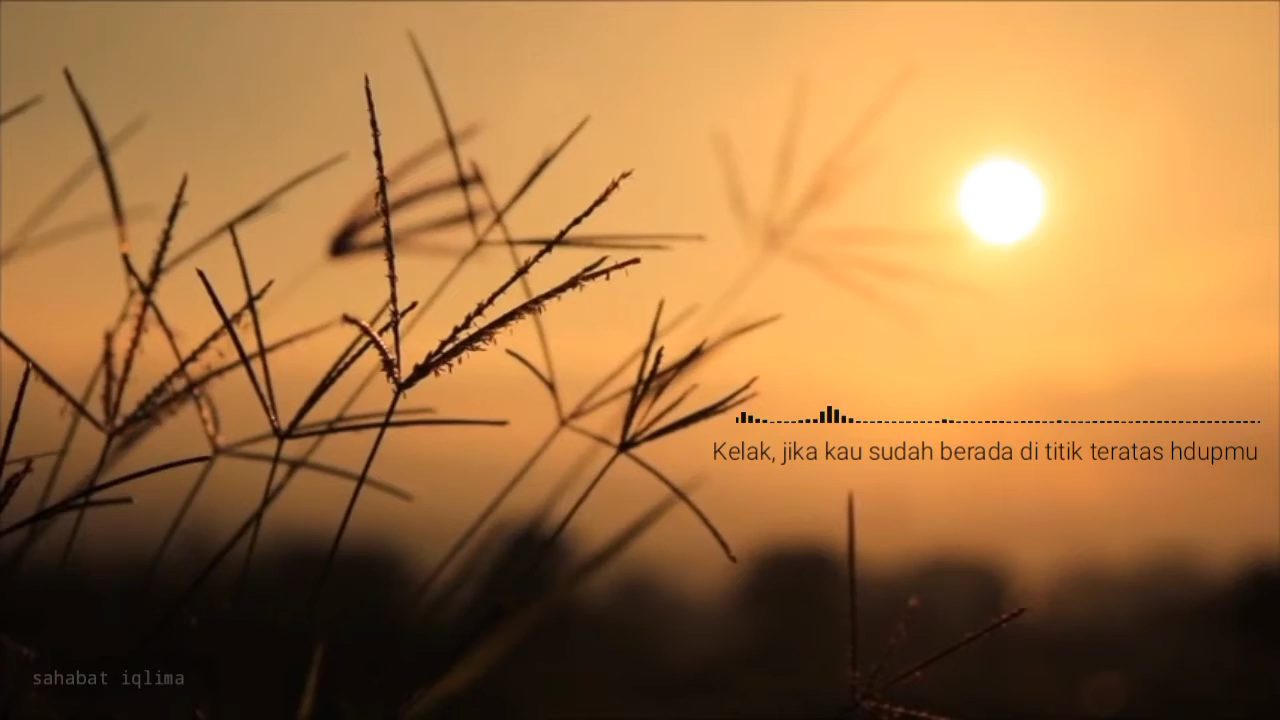 Kelak, jika kau sudah berada di titik teratas hdupmu
sahabat iqlima